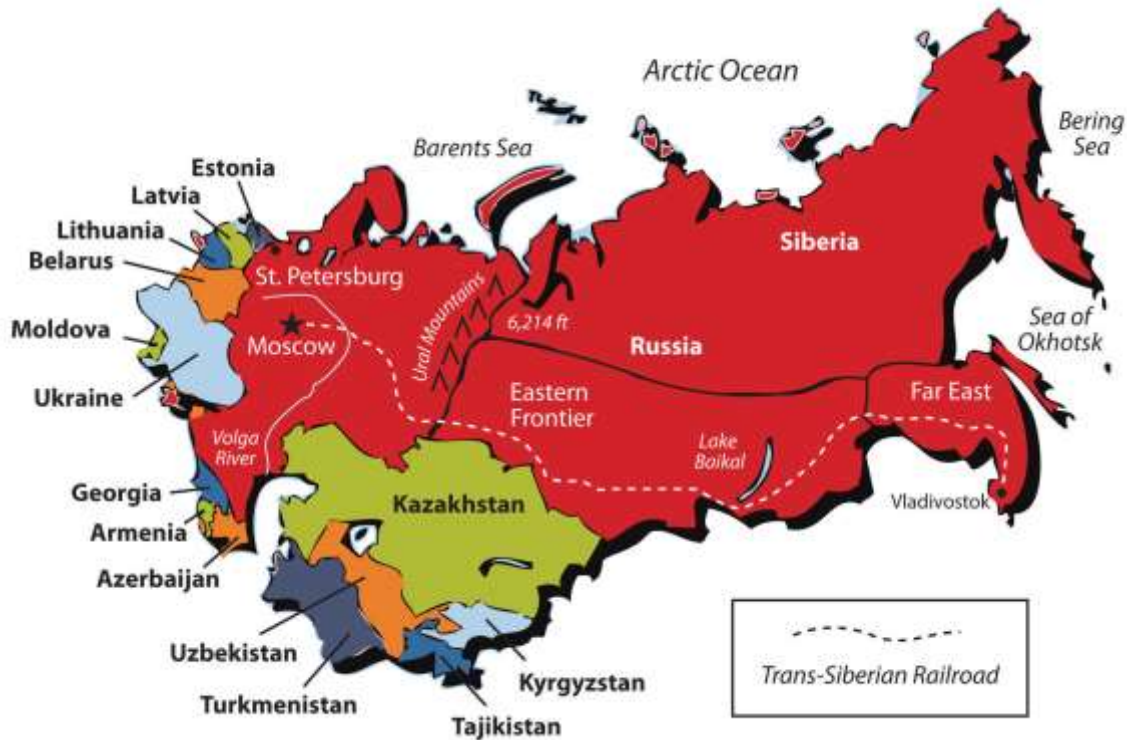 Arctic Ocean
Bering
Sea
Barents Sea
Estonia
Latvia
Lithuania
Belarus
Moldova
Ukraine
St. Petersburg
Moscow
Ural Mountains
6,214 ft
Siberia
Russia
Sea of
Okhotsk
Eastern
Frontier
Far East
Volga
River
Lake
Baikal
Vladivostok
Georgia
Armenia
Azerbaijan
Kazakhstan
Uzbekistan
Turkmenistan
Kyrgyzstan
Tajikistan
Trans-Siberian Railroad